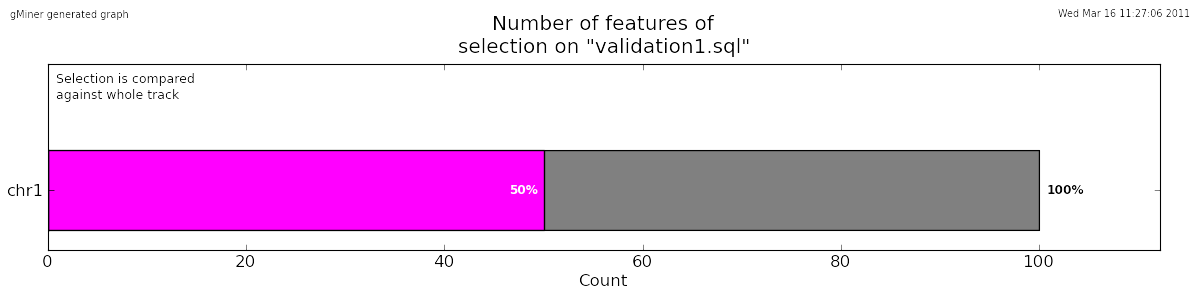 gMiner generated graph
Wed Mar 16 11:27:06 2011
Number of features of
selection on "validation1.sql"
Selection is compared
against whole track
chr1
50%
100%
0 20 40 60 80 100
Count